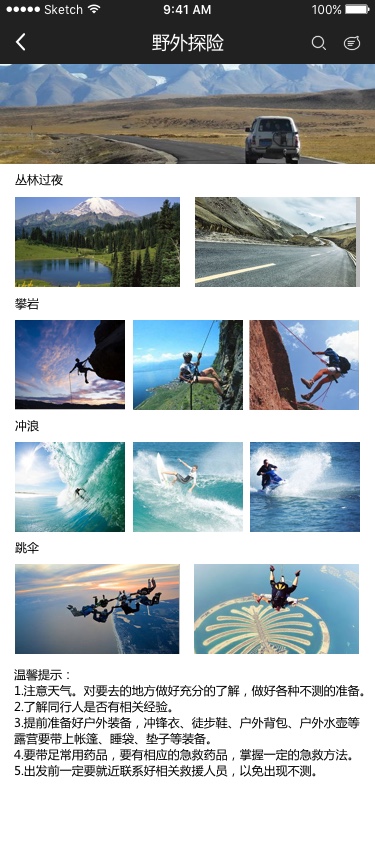 Sketch 9:41 AM 100%
野外探险
丛林过夜
攀岩
冲浪
跳伞
温馨提示：
1.注意天气。对要去的地方做好充分的了解，做好各种不测的准备。
2.了解同行人是否有相关经验。
3.提前准备好户外装备，冲锋衣、徒步鞋、户外背包、户外水壶等
露营要带上帐篷、睡袋、垫子等装备。
4.要带足常用药品，要有相应的急救药品，掌握一定的急救方法。
5.出发前一定要就近联系好相关救援人员，以免出现不测。